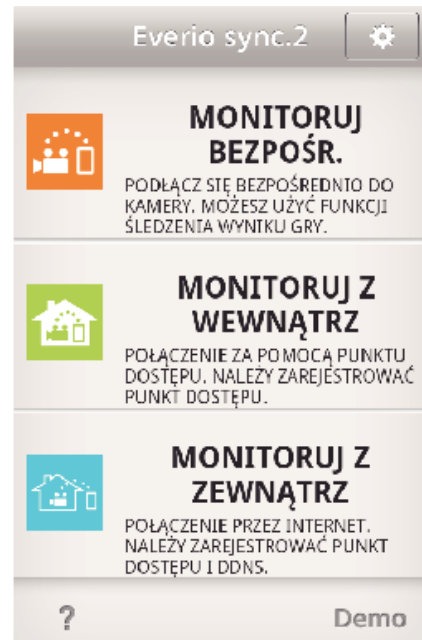 Everio sync.2
MONITORUJ
BEZPOŚR.
PODŁĄCZ SIĘ BEZPOŚREDNIO DO
KAMERY. MOŻESZ UŻYĆ FUNKCJI
ŚLEDZENIA WYNIKU GRY.
MONITORUJ Z
WEWNĄTRZ
POŁĄCZENIE ZA POMOCĄ PUNKTU
DOSTĘPU. NALEŻY ZAREJESTROWAĆ
PUNKT DOSTĘPU.
MONITORUJ Z
ZEWNĄTRZ
POŁĄCZENIE PRZEZ INTERNET.
NALEŻY ZAREJESTROWAĆ PUNKT
DOSTĘPU I DDNS.
? Demo